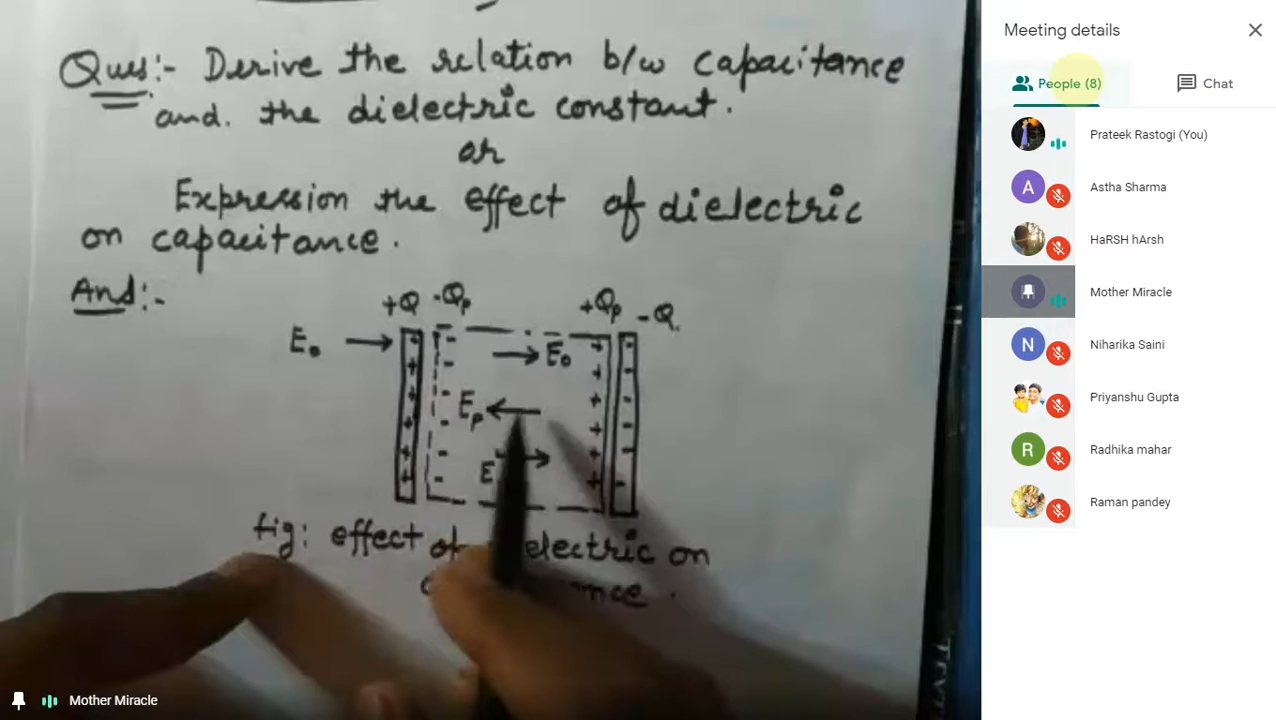 Ques:- Derive the relation b/w capacitance
and. the dielectric constant.
or
Expression the effect of dielectric
on capacitance.
And:-
+Q -Qp +Qp -Q.
E₀ → → E₀
Ep ←
E →
fig: effect of electric on
Meeting details
People (8)
Chat
Prateek Rastogi (You)
A Astha Sharma
HaRSH hArsh
Mother Miracle
N Niharika Saini
Priyanshu Gupta
R Radhika mahar
Raman pandey
Mother Miracle